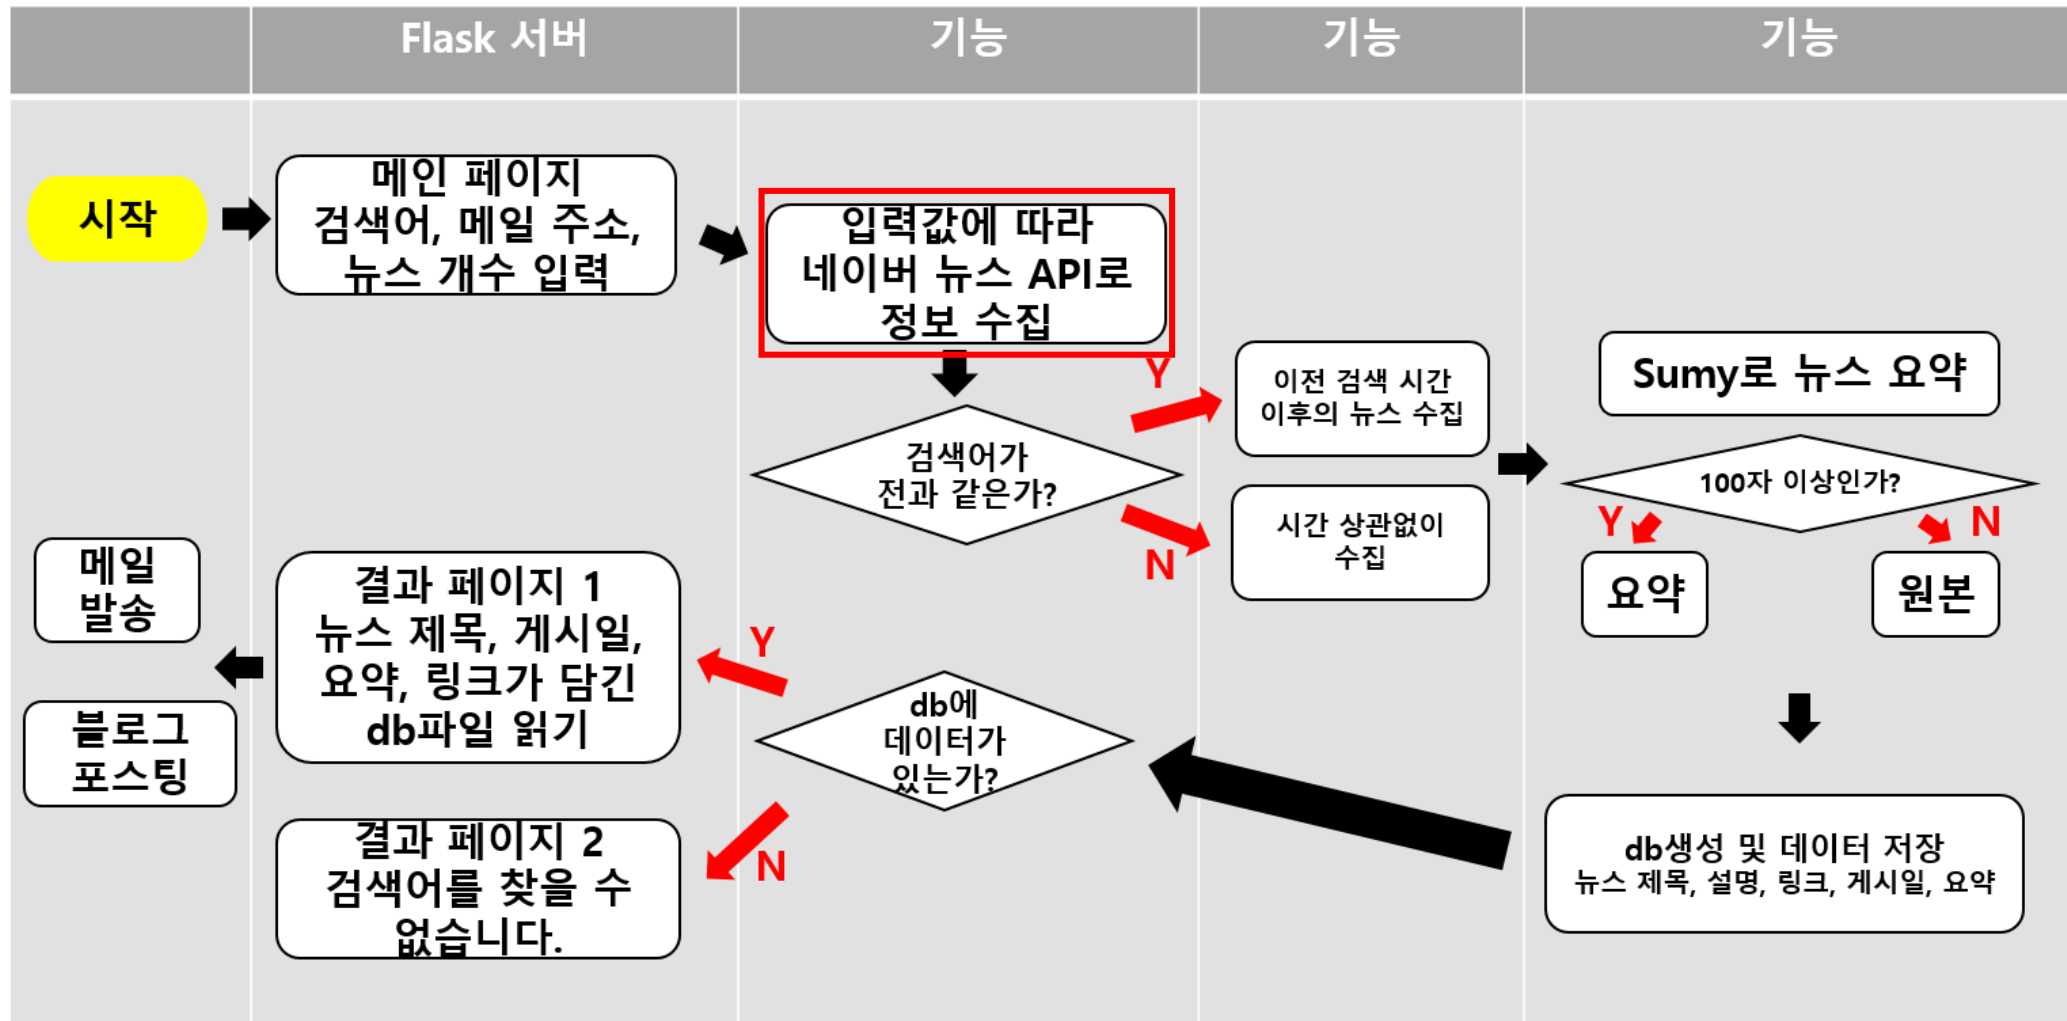 Flask 서버
기능
기능
기능
시작
메인 페이지
검색어, 메일 주소,
뉴스 개수 입력
입력값에 따라
네이버 뉴스 API로
정보 수집
검색어가
전과 같은가?
Y
이전 검색 시간
이후의 뉴스 수집
N
시간 상관없이
수집
Sumy로 뉴스 요약
100자 이상인가?
Y
요약
N
원본
db생성 및 데이터 저장
뉴스 제목, 설명, 링크, 게시일, 요약
db에
데이터가
있는가?
Y
결과 페이지 1
뉴스 제목, 게시일,
요약, 링크가 담긴
db파일 읽기
N
결과 페이지 2
검색어를 찾을 수
없습니다.
메일
발송
블로그
포스팅